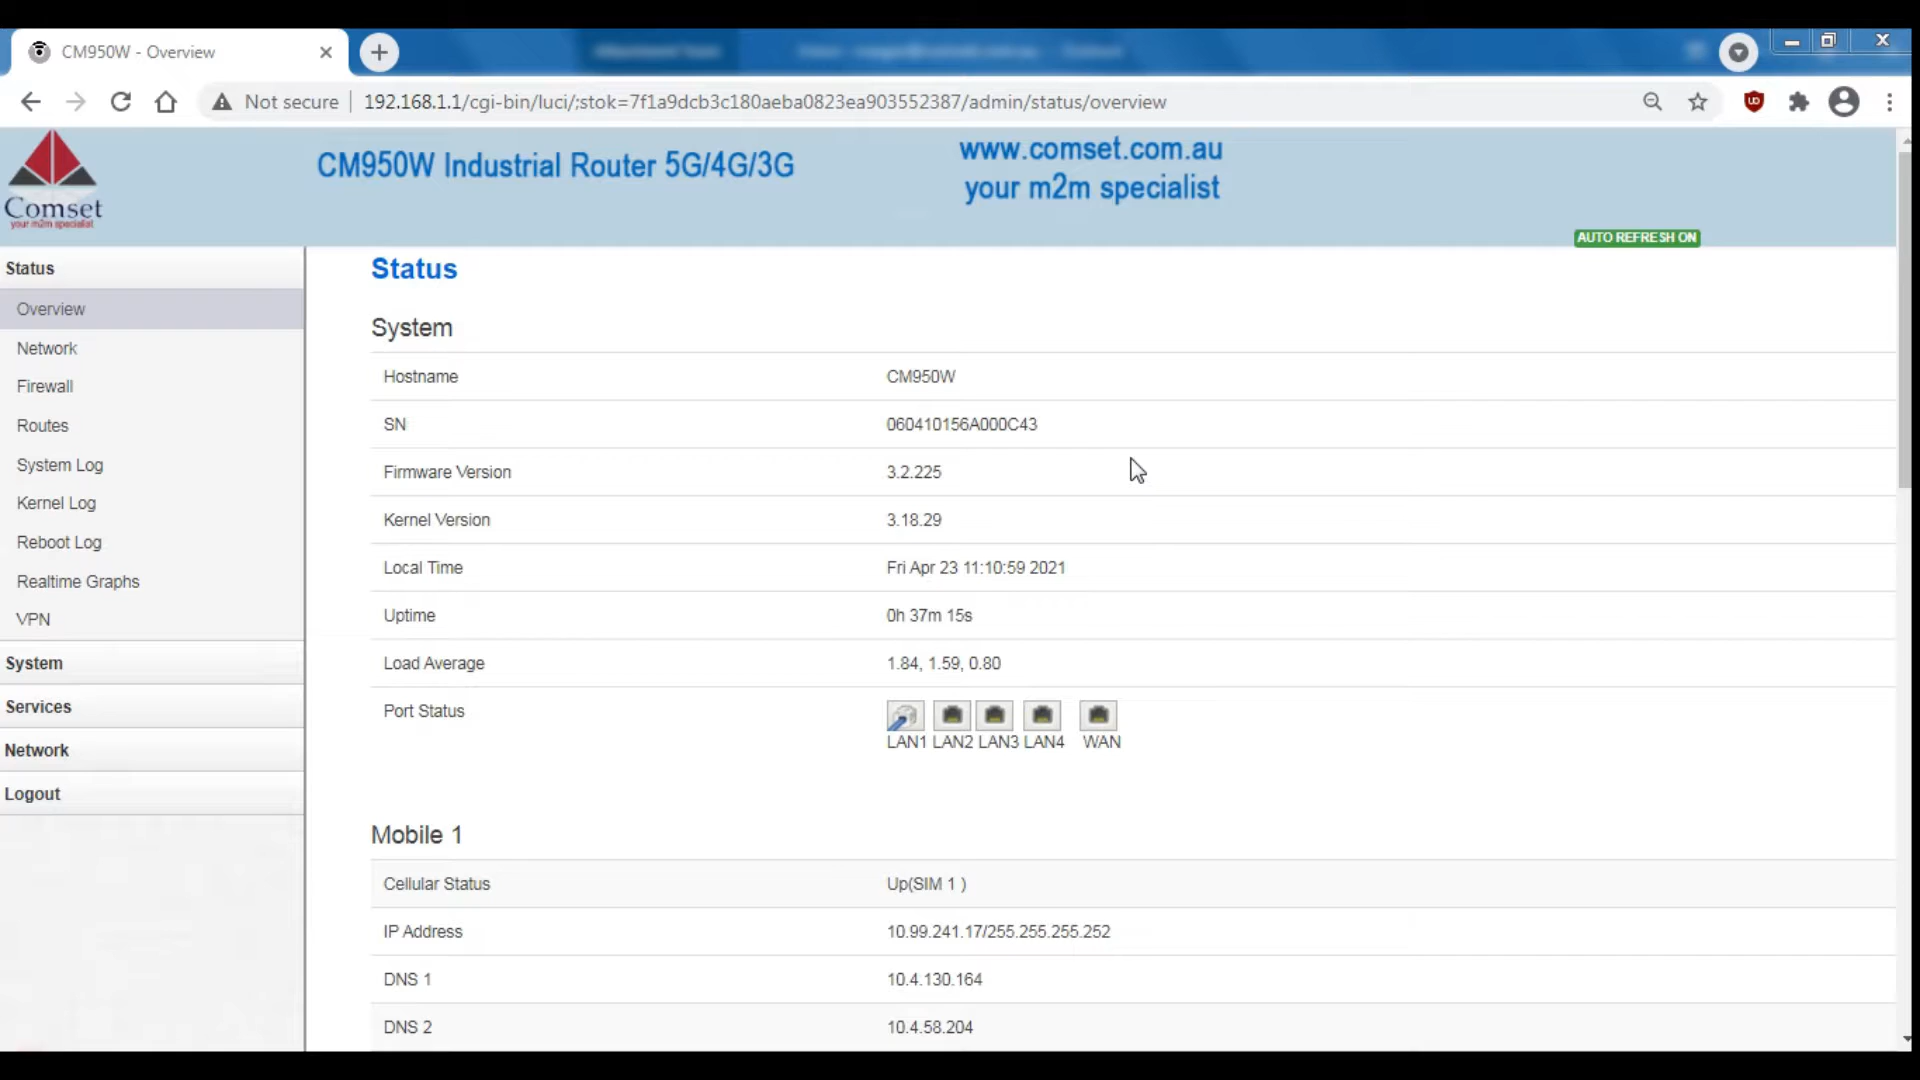 CM950W - Overview
Not secure
192.168.1.1/cgi-bin/luci/;stok=7f1a9dcb3c180aeba0823ea903552387/admin/status/overview
Comset
your m2m specialist
CM950W Industrial Router 5G/4G/3G
www.comset.com.au
your m2m specialist
AUTO REFRESH ON
Status
Overview
Network
Firewall
Routes
System Log
Kernel Log
Reboot Log
Realtime Graphs
VPN
System
Services
Network
Logout
Status
System
Hostname CM950W
SN 060410156A000C43
Firmware Version 3.2.225
Kernel Version 3.18.29
Local Time Fri Apr 23 11:10:59 2021
Uptime 0h 37m 15s
Load Average 1.84, 1.59, 0.80
Port Status
LAN1 LAN2 LAN3 LAN4 WAN
Mobile 1
Cellular Status Up(SIM 1 )
IP Address 10.99.241.17/255.255.255.252
DNS 1 10.4.130.164
DNS 2 10.4.58.204